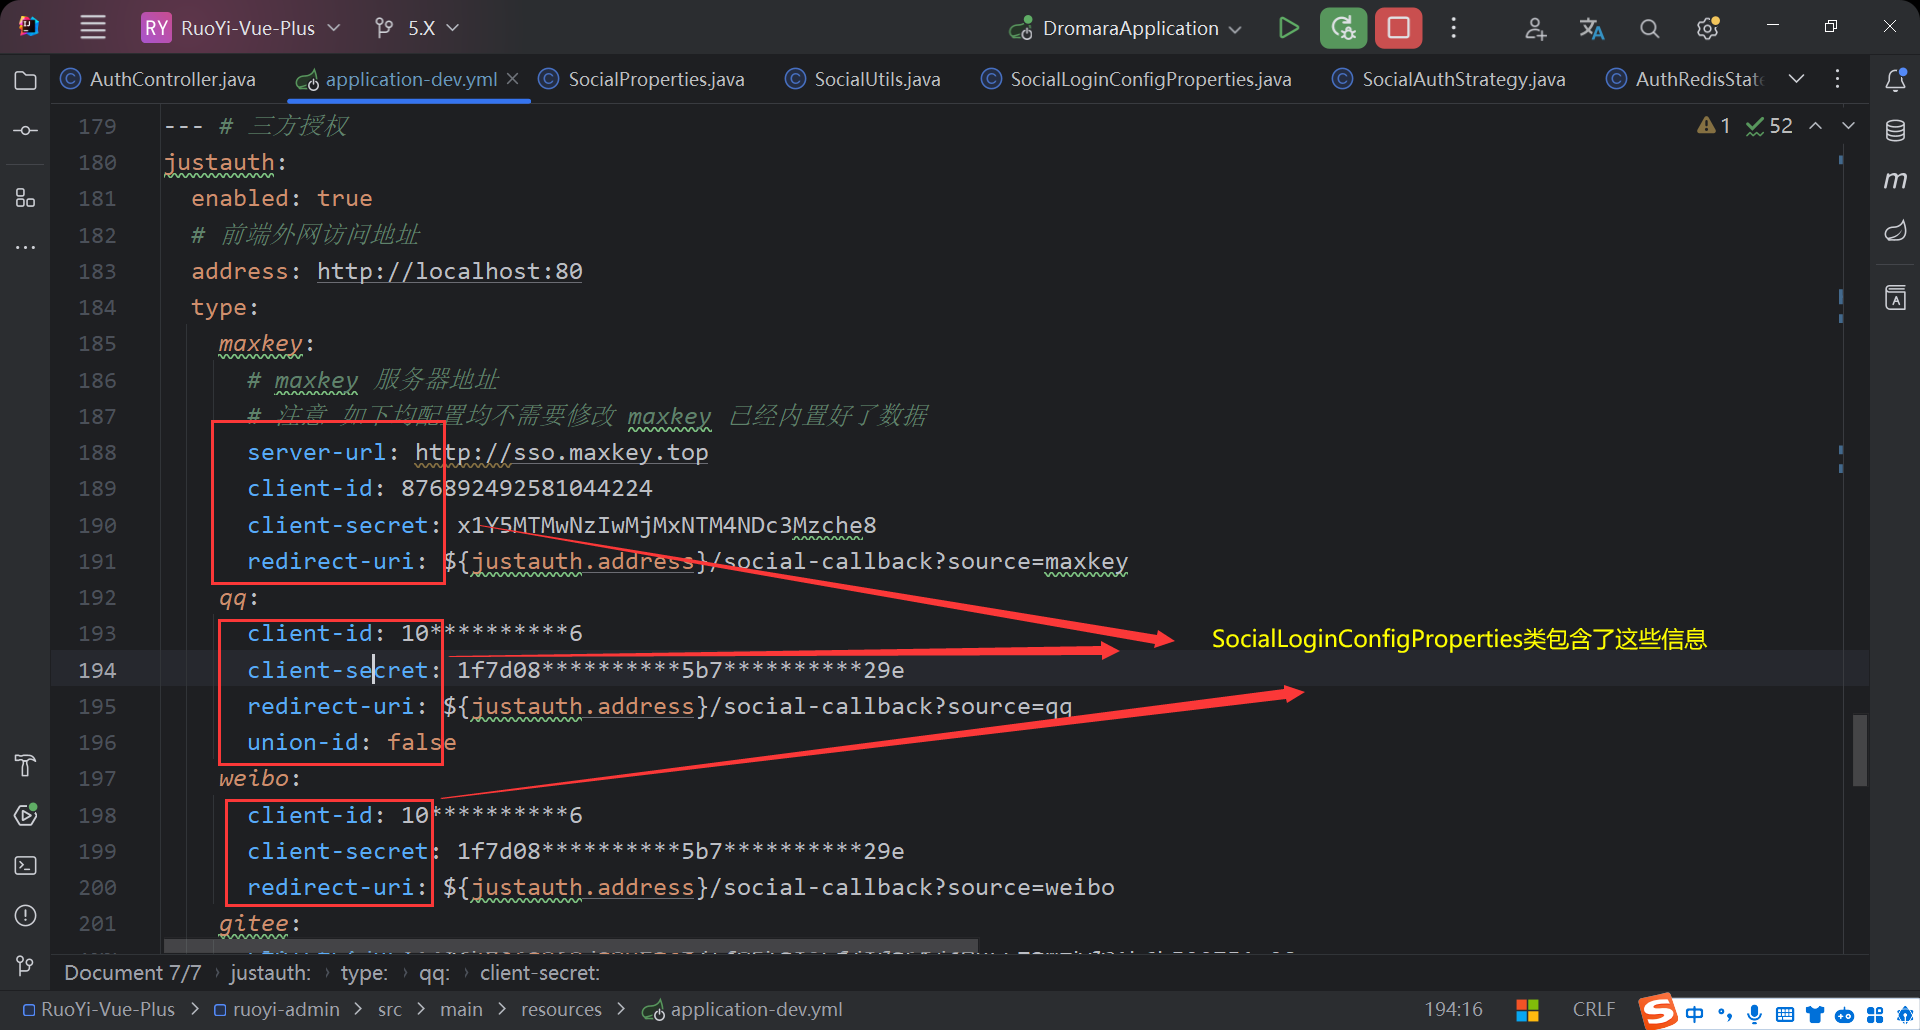 RY RuoYi-Vue-Plus 5.X DromaraApplication
AuthController.java application-dev.yml SocialProperties.java SocialUtils.java SocialLoginConfigProperties.java SocialAuthStrategy.java AuthRedisState
179 --- # 三方授权
1 52
180 justauth:
181 enabled: true
182 # 前端外网访问地址
183 address: http://localhost:80
184 type:
185 maxkey:
186 # maxkey 服务器地址
187 # 注意 如下均配置均不需要修改 maxkey 已经内置好了数据
188 server-url: http://sso.maxkey.top
189 client-id: 876892492581044224
190 client-secret: x1Y5MTMwNzIwMjMxNTM4NDc3Mzche8
191 redirect-uri: ${justauth.address}/social-callback?source=maxkey
192 qq:
193 client-id: 10**********6
SocialLoginConfigProperties类包含了这些信息
194 client-secret: 1f7d08**********5b7**********29e
195 redirect-uri: ${justauth.address}/social-callback?source=qq
196 union-id: false
197 weibo:
198 client-id: 10**********6
199 client-secret: 1f7d08**********5b7**********29e
200 redirect-uri: ${justauth.address}/social-callback?source=weibo
201 gitee:
Document 7/7 › justauth: › type: › qq: › client-secret:
RuoYi-Vue-Plus > ruoyi-admin > src > main > resources > application-dev.yml 194:16 CRLF 中